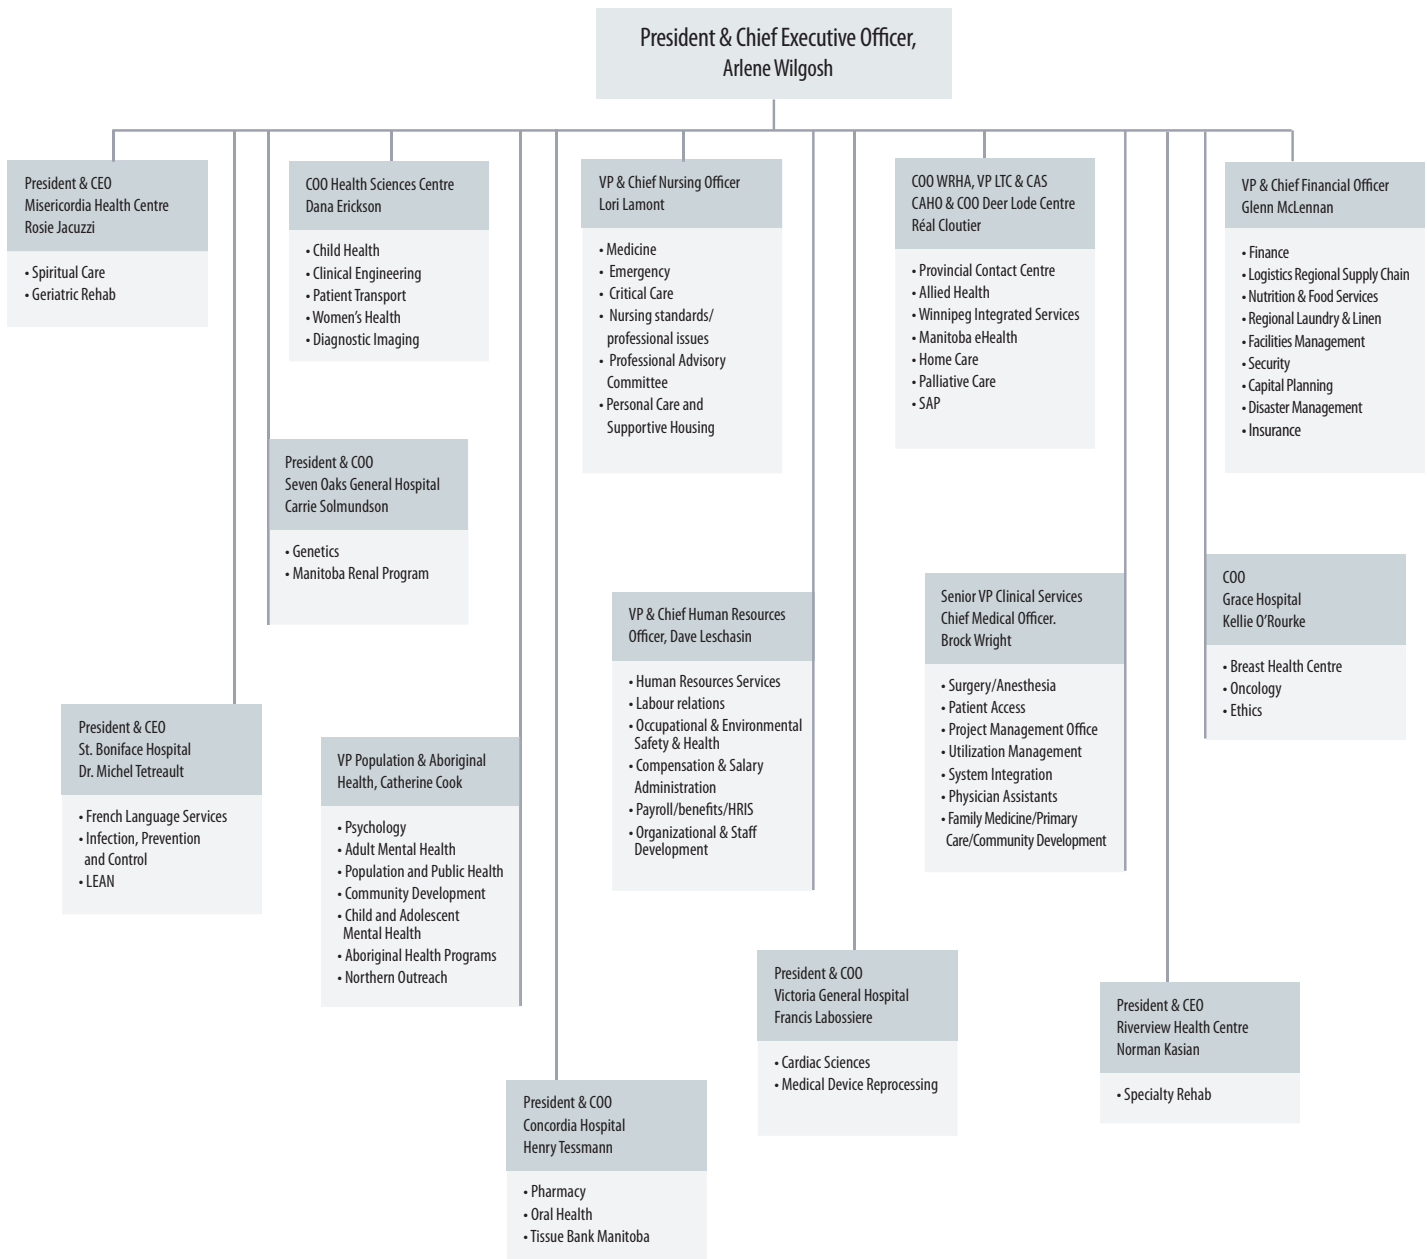 President & Chief Executive Officer,
Arlene Wilgosh
President & CEO
Misericordia Health Centre
Rosie Jacuzzi
• Spiritual Care
• Geriatric Rehab
COO Health Sciences Centre
Dana Erickson
• Child Health
• Clinical Engineering
• Patient Transport
• Women’s Health
• Diagnostic Imaging
VP & Chief Nursing Officer
Lori Lamont
• Medicine
• Emergency
• Critical Care
• Nursing standards/
professional issues
• Professional Advisory
Committee
• Personal Care and
Supportive Housing
COO WRHA, VP LTC & CAS
CAHO & COO Deer Lode Centre
Réal Cloutier
• Provincial Contact Centre
• Allied Health
• Winnipeg Integrated Services
• Manitoba eHealth
• Home Care
• Palliative Care
• SAP
VP & Chief Financial Officer
Glenn McLennan
• Finance
• Logistics Regional Supply Chain
• Nutrition & Food Services
• Regional Laundry & Linen
• Facilities Management
• Security
• Capital Planning
• Disaster Management
• Insurance
President & COO
Seven Oaks General Hospital
Carrie Solmundson
• Genetics
• Manitoba Renal Program
VP & Chief Human Resources
Officer, Dave Leschasin
• Human Resources Services
• Labour relations
• Occupational & Environmental
Safety & Health
• Compensation & Salary
Administration
• Payroll/benefits/HRIS
• Organizational & Staff
Development
Senior VP Clinical Services
Chief Medical Officer.
Brock Wright
• Surgery/Anesthesia
• Patient Access
• Project Management Office
• Utilization Management
• System Integration
• Physician Assistants
• Family Medicine/Primary
Care/Community Development
COO
Grace Hospital
Kellie O’Rourke
• Breast Health Centre
• Oncology
• Ethics
President & CEO
St. Boniface Hospital
Dr. Michel Tetreault
• French Language Services
• Infection, Prevention
and Control
• LEAN
VP Population & Aboriginal
Health, Catherine Cook
• Psychology
• Adult Mental Health
• Population and Public Health
• Community Development
• Child and Adolescent
Mental Health
• Aboriginal Health Programs
• Northern Outreach
President & COO
Victoria General Hospital
Francis Labossiere
• Cardiac Sciences
• Medical Device Reprocessing
President & CEO
Riverview Health Centre
Norman Kasian
• Specialty Rehab
President & COO
Concordia Hospital
Henry Tessmann
• Pharmacy
• Oral Health
• Tissue Bank Manitoba